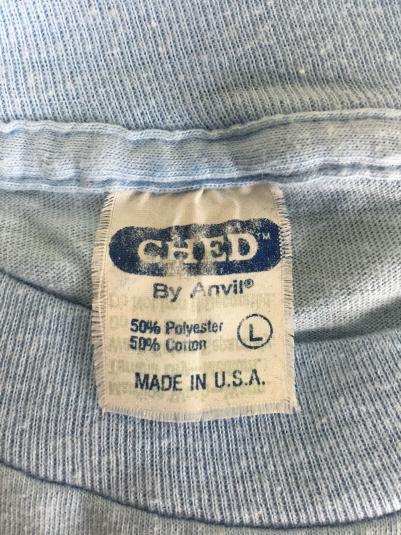 CHED™
By Anvil®
50% Polyester
50% Cotton
L
MADE IN U.S.A.